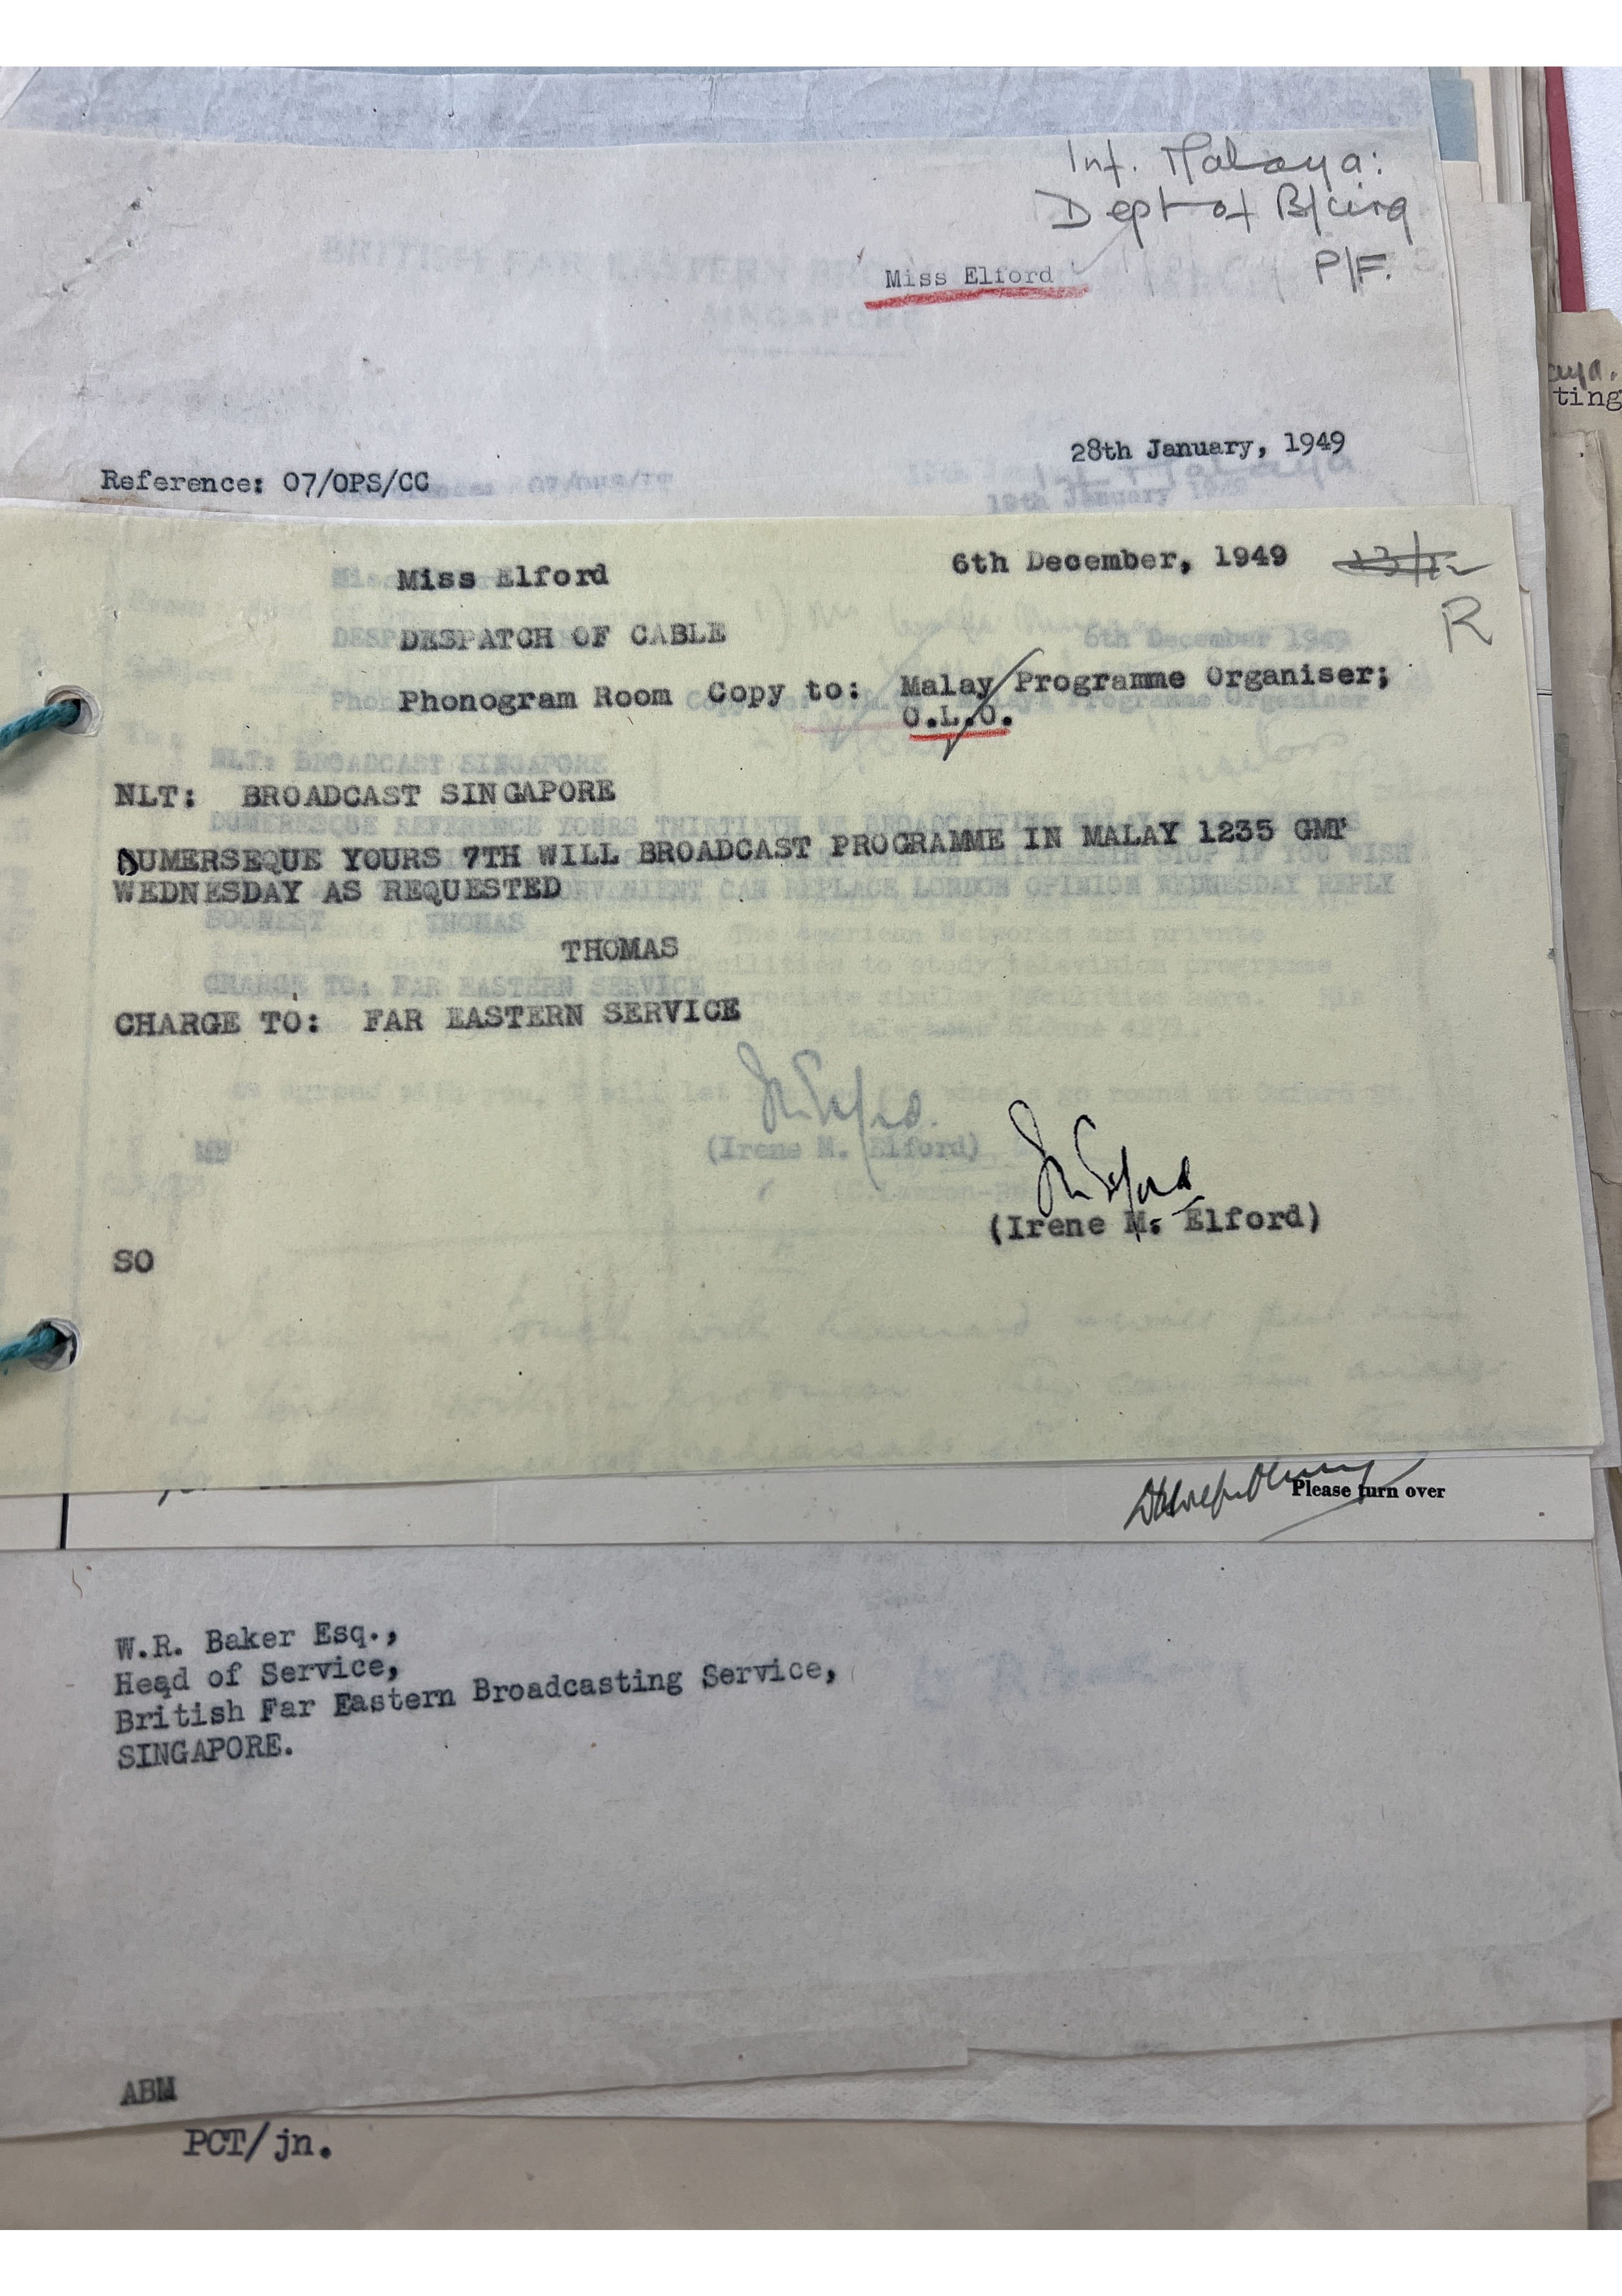 Inf. Malaya:
Dept of B/cing
P/F.
Miss Elford
28th January, 1949
Reference: 07/OPS/CC
Miss Elford
6th December, 1949
R
DESPATCH OF CABLE
Phonogram Room Copy to: Malay Programme Organiser;
C.L.O.
NLT: BROADCAST SINGAPORE
DUMERSEQUE YOURS 7TH WILL BROADCAST PROGRAMME IN MALAY 1235 GMT
WEDNESDAY AS REQUESTED
THOMAS
CHARGE TO: FAR EASTERN SERVICE
(Irene M. Elford)
SO
Please turn over
W.R. Baker Esq.,
Head of Service,
British Far Eastern Broadcasting Service,
SINGAPORE.
ABM
PCT/jn.
ting